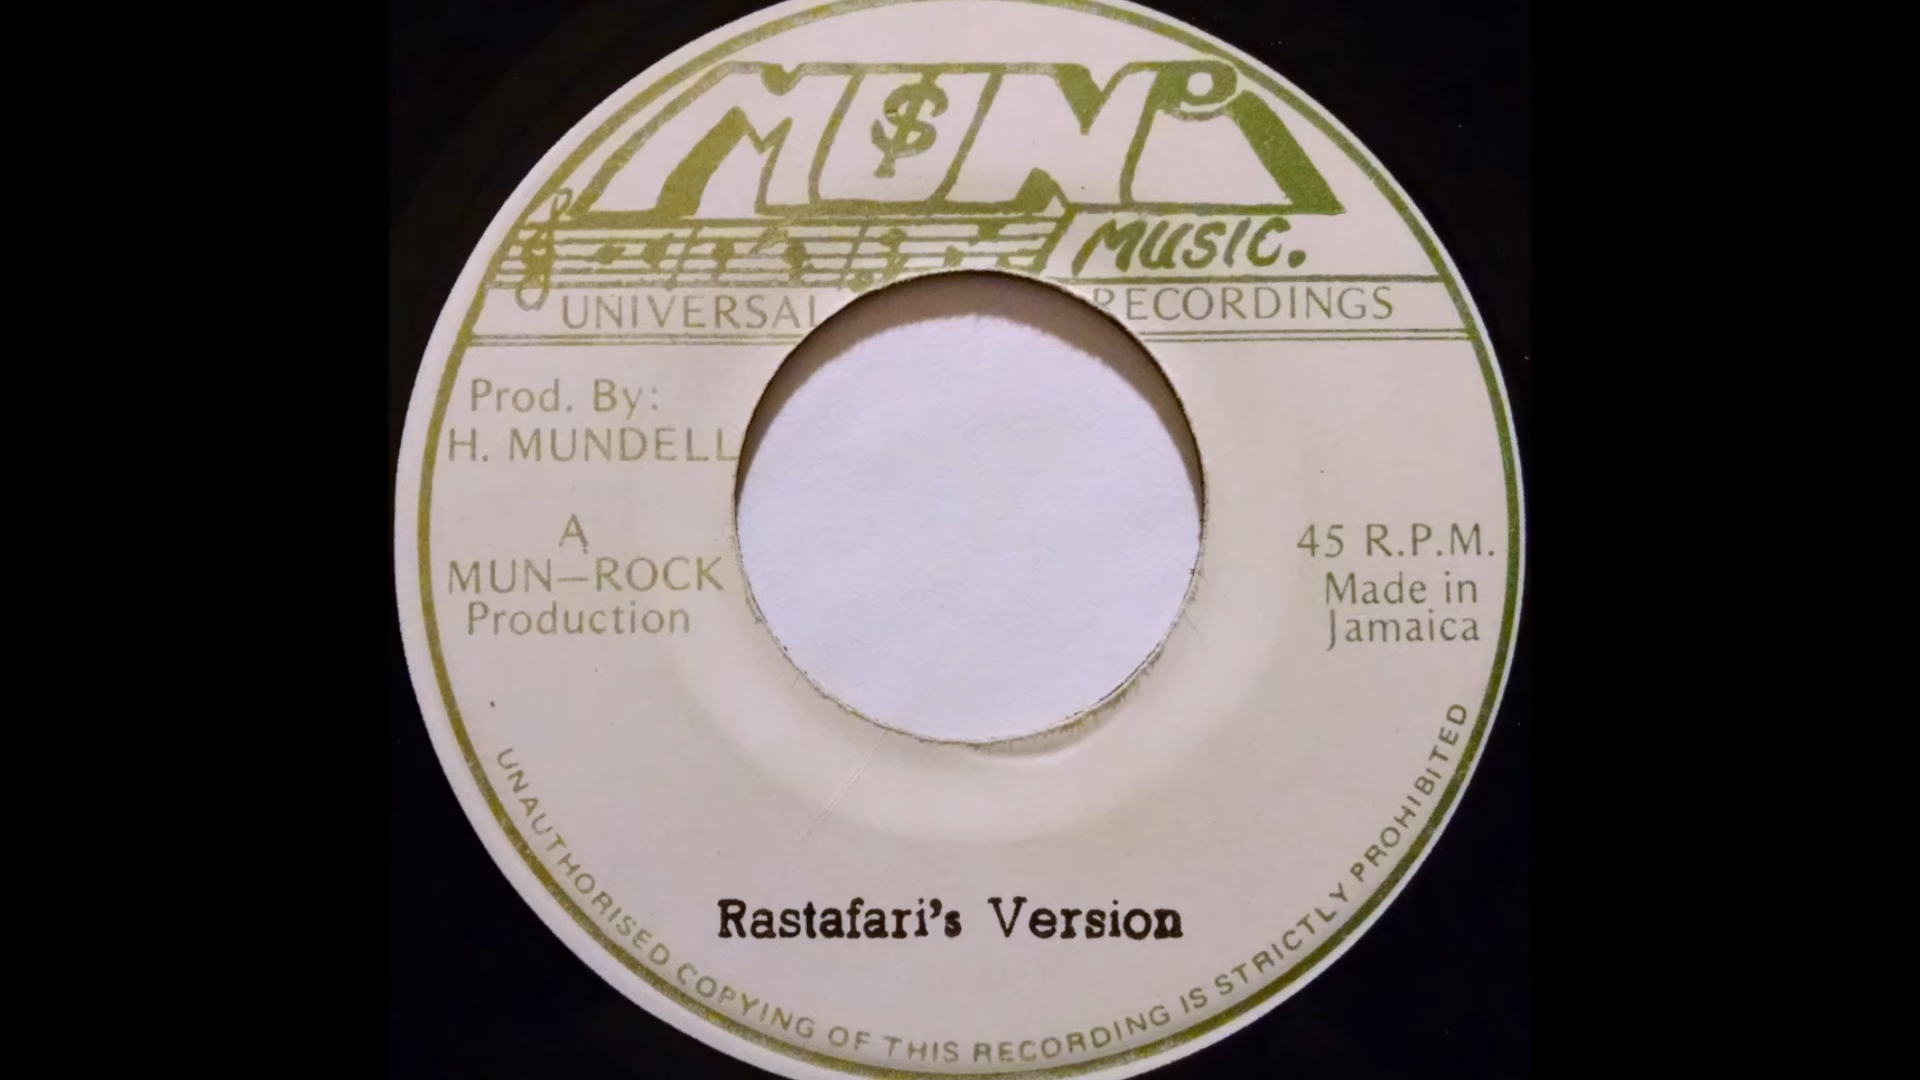 MUNI
MUSIC.
UNIVERSAL RECORDINGS
Prod. By:
H. MUNDELL
A
MUN—ROCK
Production
45 R.P.M.
Made in
Jamaica
Rastafari's Version
UNAUTHORISED COPYING OF THIS RECORDING IS STRICTLY PROHIBITED